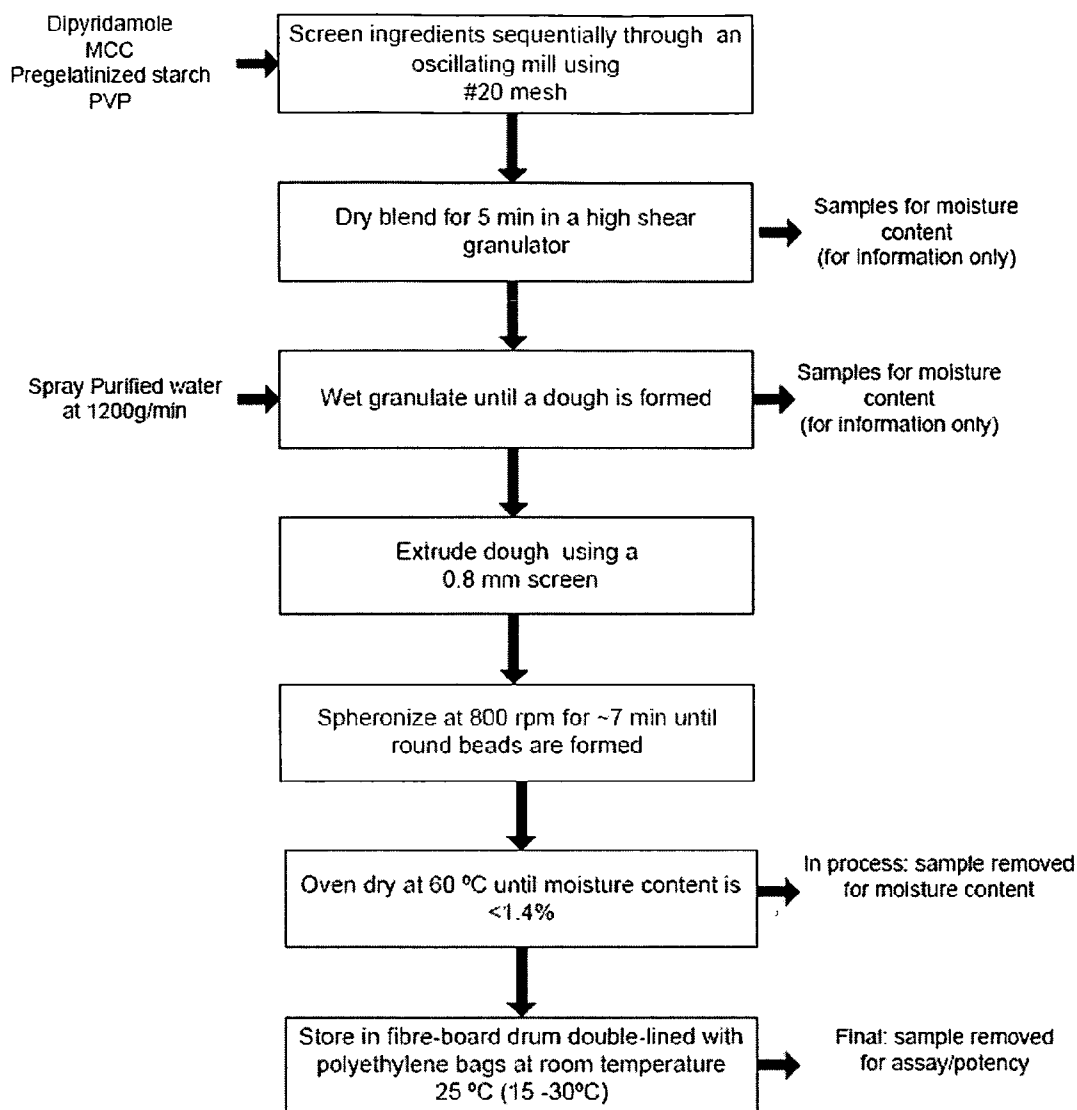 Dipyridamole
MCC
Pregelatinized starch
PVP
Screen ingredients sequentially through an
oscillating mill using
#20 mesh
Dry blend for 5 min in a high shear
granulator
Samples for moisture
content
(for information only)
Spray Purified water
at 1200g/min
Wet granulate until a dough is formed
Samples for moisture
content
(for information only)
Extrude dough using a
0.8 mm screen
Spheronize at 800 rpm for ~7 min until
round beads are formed
Oven dry at 60 ºC until moisture content is
<1.4%
In process: sample removed
for moisture content
Store in fibre-board drum double-lined with
polyethylene bags at room temperature
25 ºC (15 -30ºC)
Final: sample removed
for assay/potency